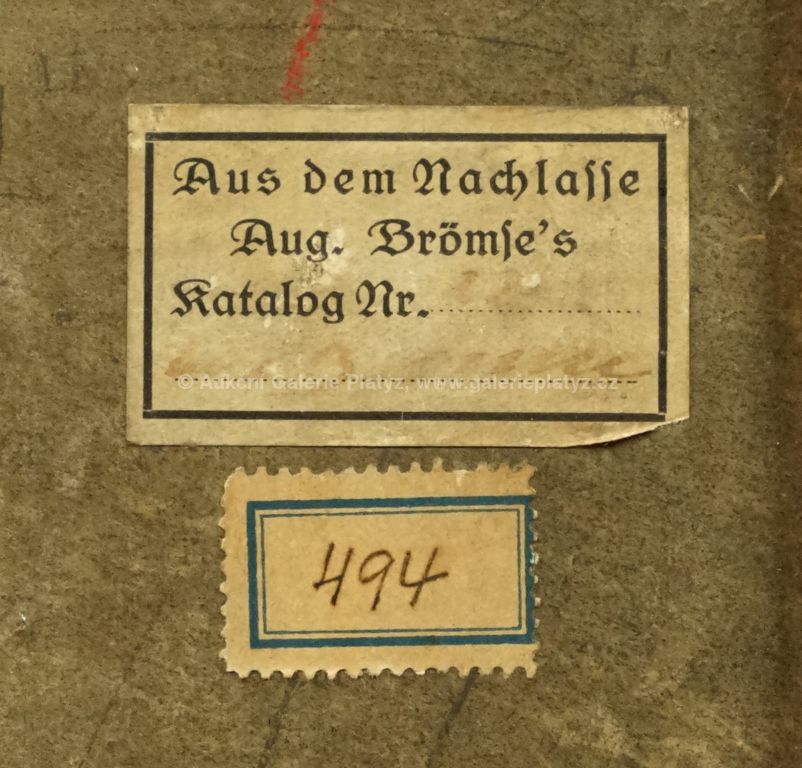 Aus dem Nachlasse
Aug. Brömse's
Katalog Nr.
© Aukční Galerie Platýz, www.galerieplatyz.cz
494